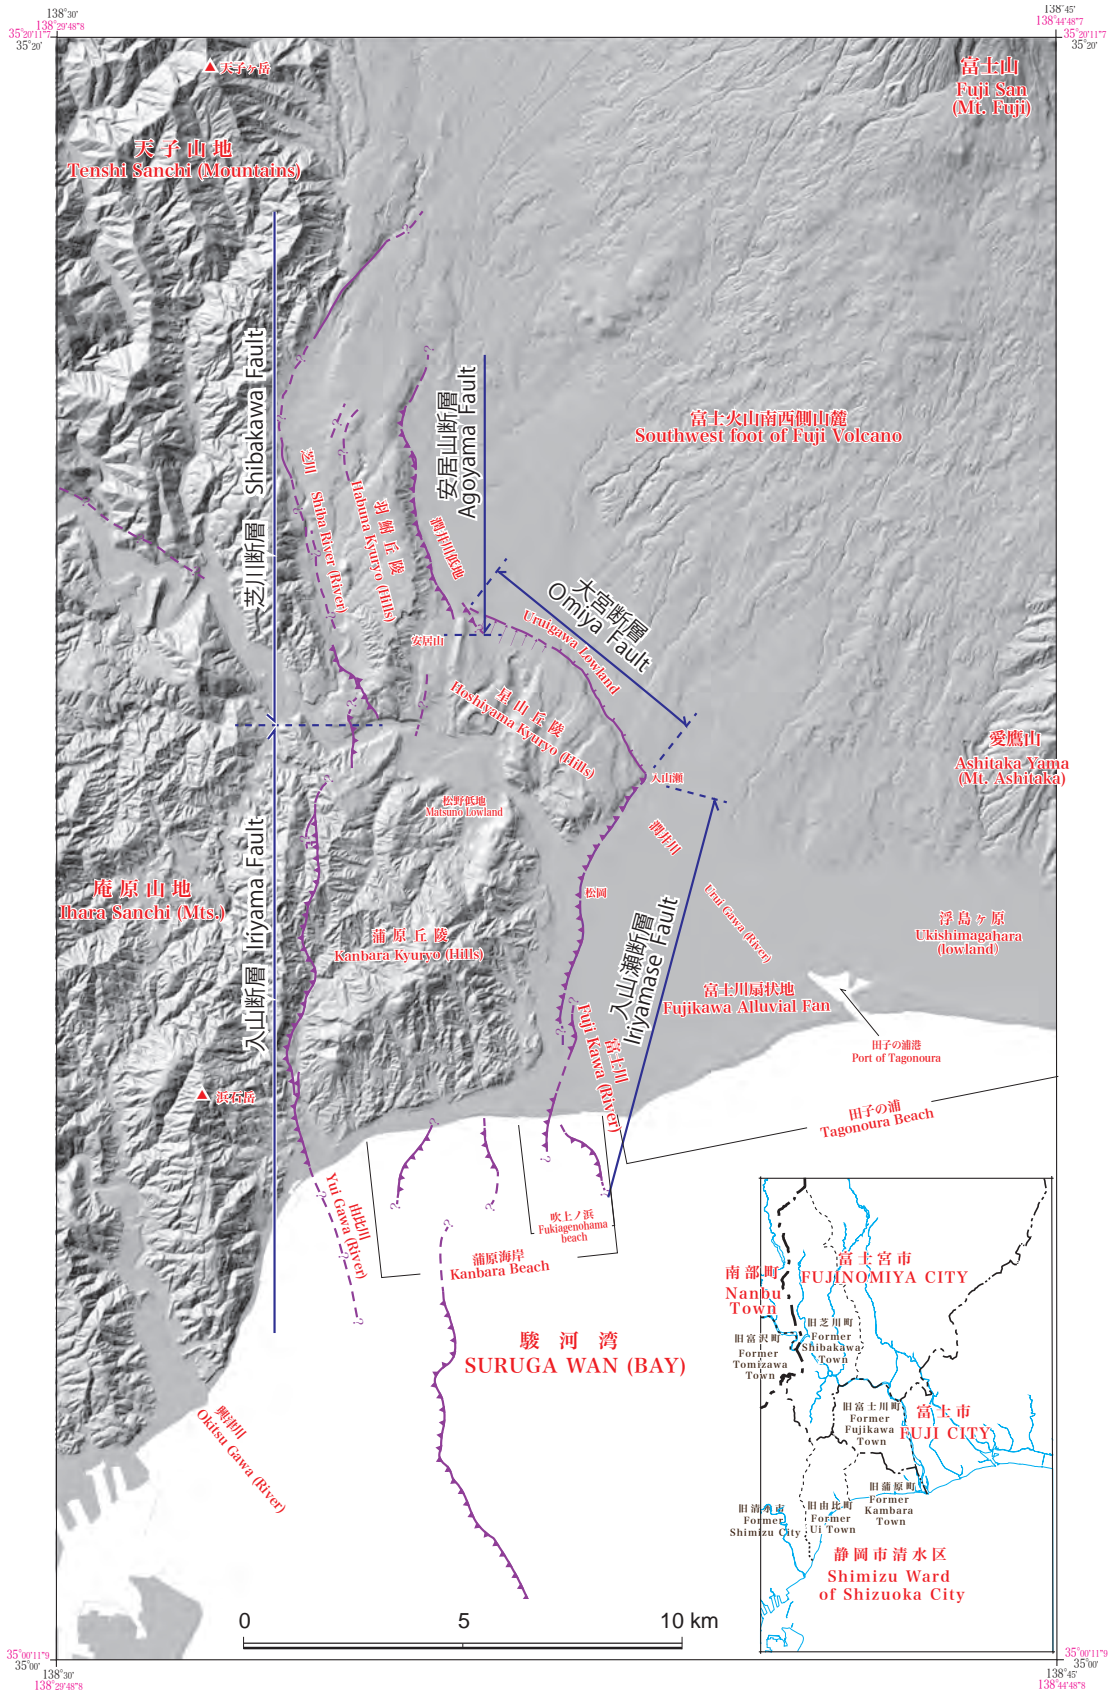 138°30'
138°29'48"8
35°20'11"7
35°20'
138°45'
138°44'48"7
35°20'11"7
35°20'
天子ヶ岳
富士山
Fuji San
(Mt. Fuji)
天子山地
Tenshi Sanchi (Mountains)
芝川断層 Shibakawa Fault
安居山断層
Agoyama Fault
富士火山南西側山麓
Southwest foot of Fuji Volcano
芝川 Shiba River (River)
羽鮒丘陵
Habuna Kyuryo (Hills)
潤井川低地
Uruigawa Lowland
大宮断層
Omiya Fault
安居山
星山丘陵
Hoshiyama Kyuryo (Hills)
愛鷹山
Ashitaka Yama
(Mt. Ashitaka)
入山瀬
松野低地
Matsuno Lowland
潤井川
Urui Gawa (River)
松岡
庵原山地
Ihara Sanchi (Mts.)
入山断層 Iriyama Fault
蒲原丘陵
Kanbara Kyuryo (Hills)
入山瀬断層
Iriyamase Fault
浮島ヶ原
Ukishimagahara
(lowland)
富士川扇状地
Fujikawa Alluvial Fan
富士川
Fuji Kawa (River)
田子の浦港
Port of Tagonoura
浜石岳
田子の浦
Tagonoura Beach
由比川
Yui Gawa (River)
吹上ノ浜
Fukiagenohama
beach
蒲原海岸
Kanbara Beach
駿河湾
SURUGA WAN (BAY)
興津川
Okitsu Gawa (River)
南部町
Nanbu
Town
富士宮市
FUJINOMIYA CITY
旧芝川町
Former
Shibakawa
Town
旧富沢町
Former
Tomizawa
Town
旧富士川町
Former
Fujikawa
Town
富士市
FUJI CITY
旧蒲原町
Former
Kambara
Town
旧清水市
Former
Shimizu City
旧由比町
Former
Ui Town
静岡市清水区
Shimizu Ward
of Shizuoka City
0 5 10 km
35°00'11"9
35°00'
138°30'
138°29'48"8
35°00'11"9
35°00'
138°45'
138°44'48"8